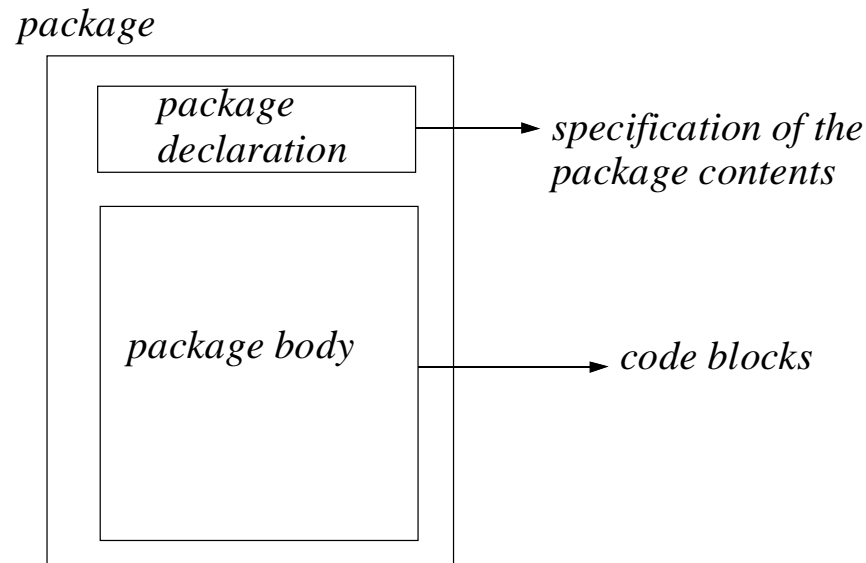 package
package
declaration
specification of the
package contents
package body
code blocks